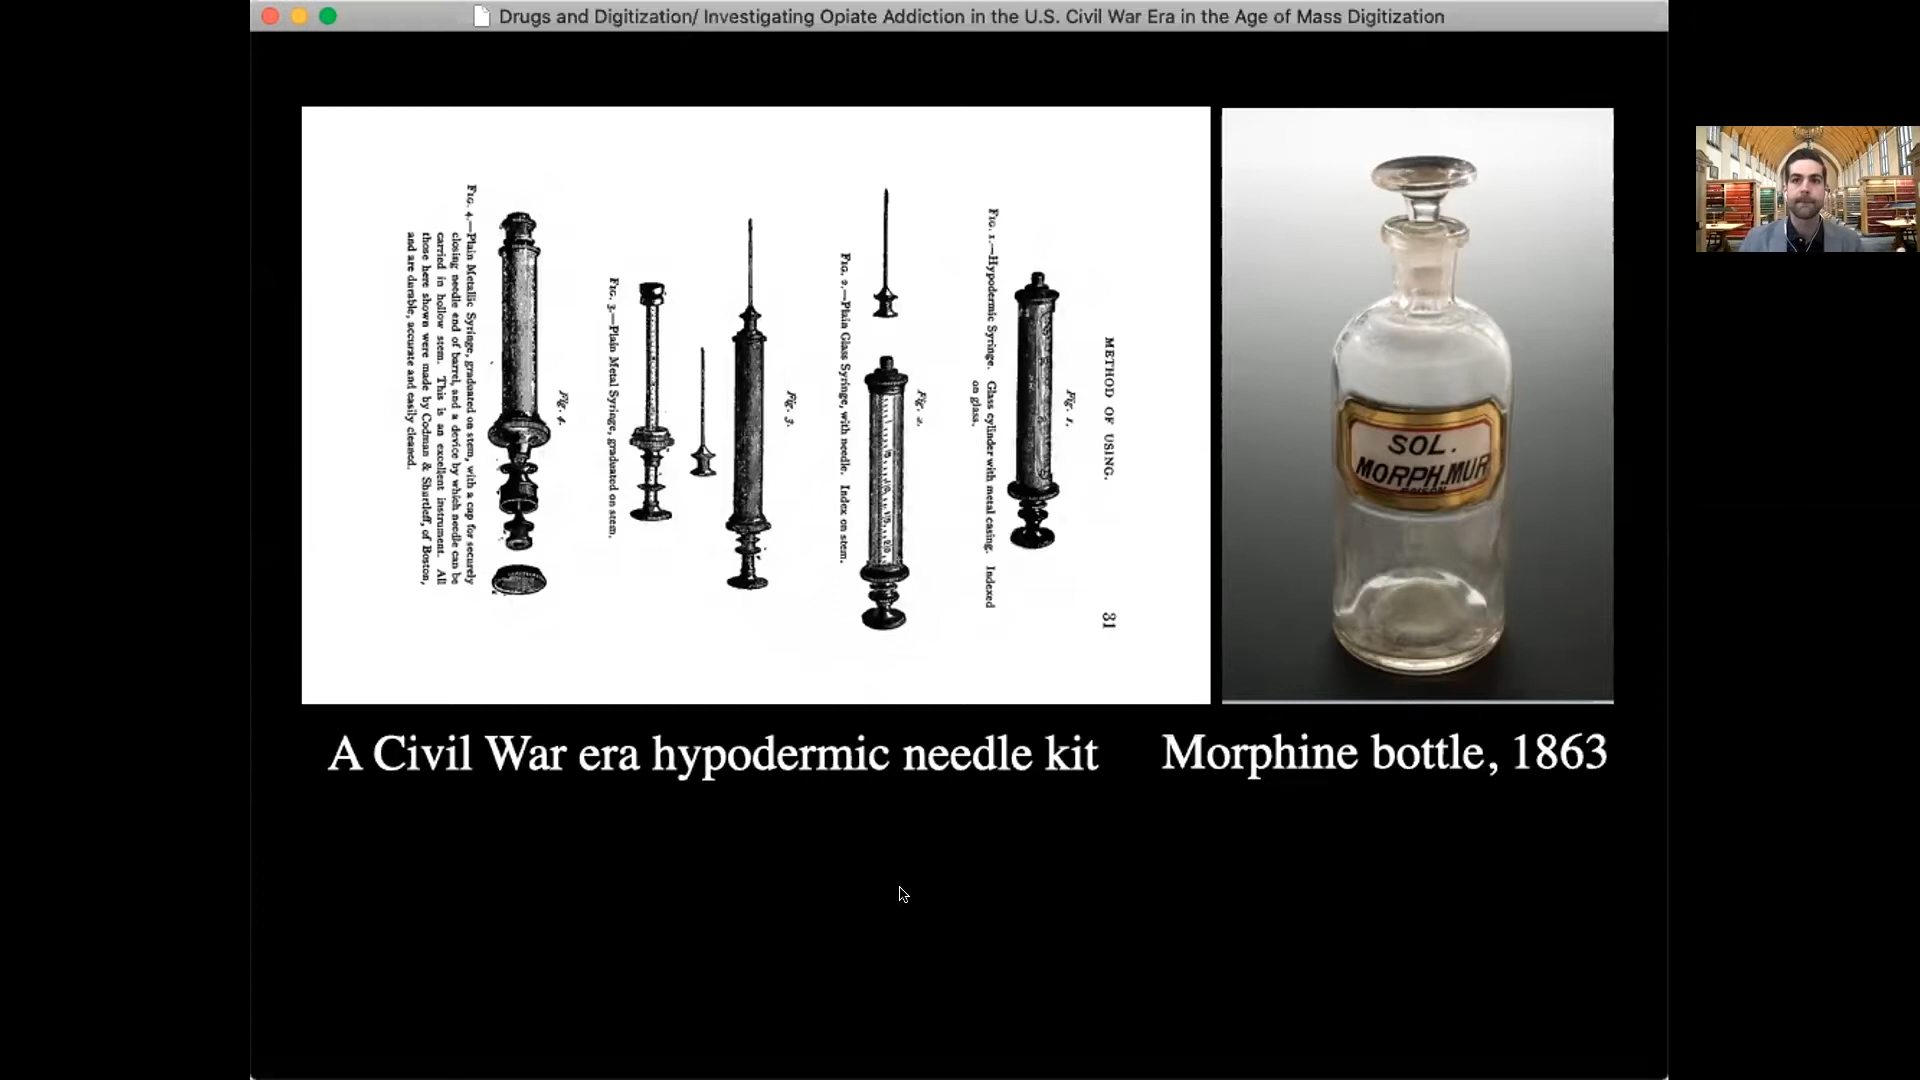 Drugs and Digitization/ Investigating Opiate Addiction in the U.S. Civil War Era in the Age of Mass Digitization
METHOD OF USING.
31
Fig. 1.
FIG. 1.—Hypodermic Syringe. Glass cylinder with metal casing. Indexed
on glass.
Fig. 2.
FIG. 2.—Plain Glass Syringe, with needle. Index on stem.
Fig. 3.
FIG. 3.—Plain Metal Syringe, graduated on stem.
Fig. 4.
FIG. 4.—Plain Metallic Syringe, graduated on stem, with a cap for securely
closing needle end of barrel, and a device by which needle can be
carried in hollow stem. This is an excellent instrument. All
those here shown were made by Codman & Shurtleff, of Boston,
and are durable, accurate and easily cleaned.
SOL.
MORPH.MUR
A Civil War era hypodermic needle kit
Morphine bottle, 1863